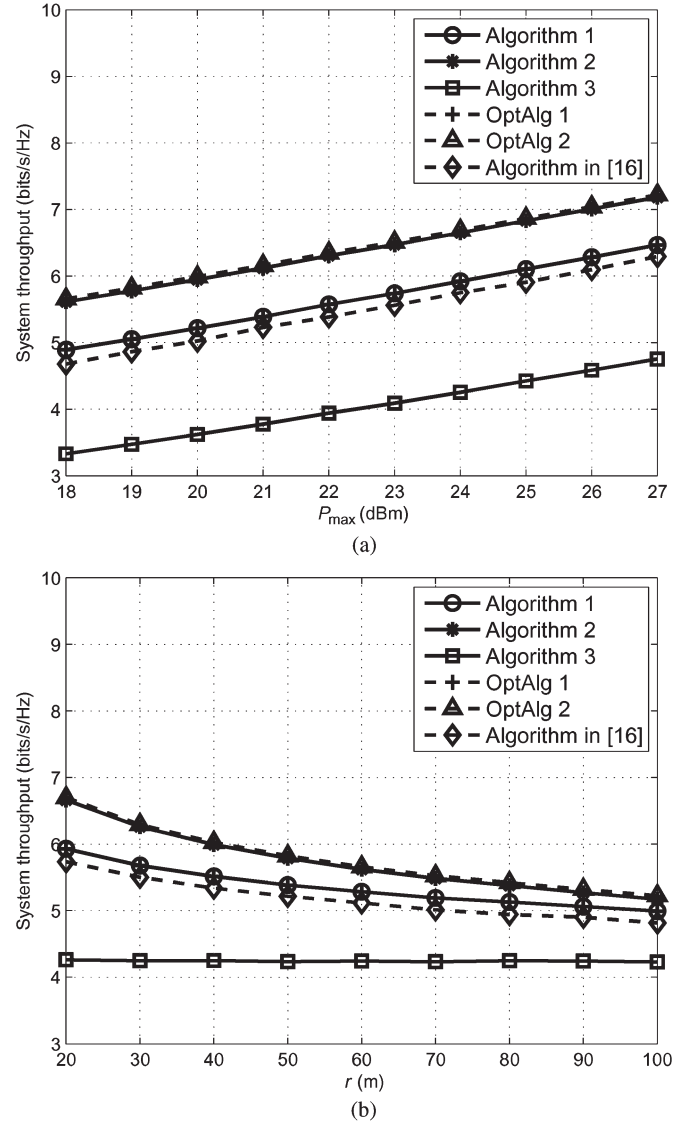 10
9
8
7
6
5
4
3
System throughput (bits/s/Hz)
Algorithm 1
Algorithm 2
Algorithm 3
OptAlg 1
OptAlg 2
Algorithm in [16]
18 19 20 21 22 23 24 25 26 27
Pmax (dBm)
(a)
10
9
8
7
6
5
4
3
System throughput (bits/s/Hz)
Algorithm 1
Algorithm 2
Algorithm 3
OptAlg 1
OptAlg 2
Algorithm in [16]
20 30 40 50 60 70 80 90 100
r (m)
(b)